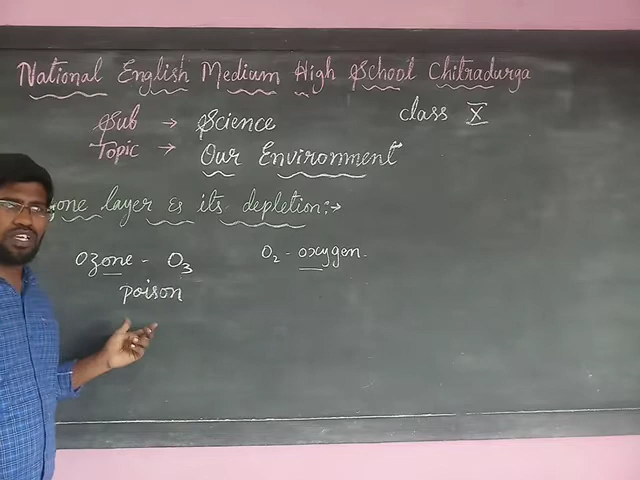 National English Medium High School Chitradurga
class X
Sub → Science
Topic → Our Environment
zone layer & its depletion:→
Ozone - O3
O2 - oxygen.
poison